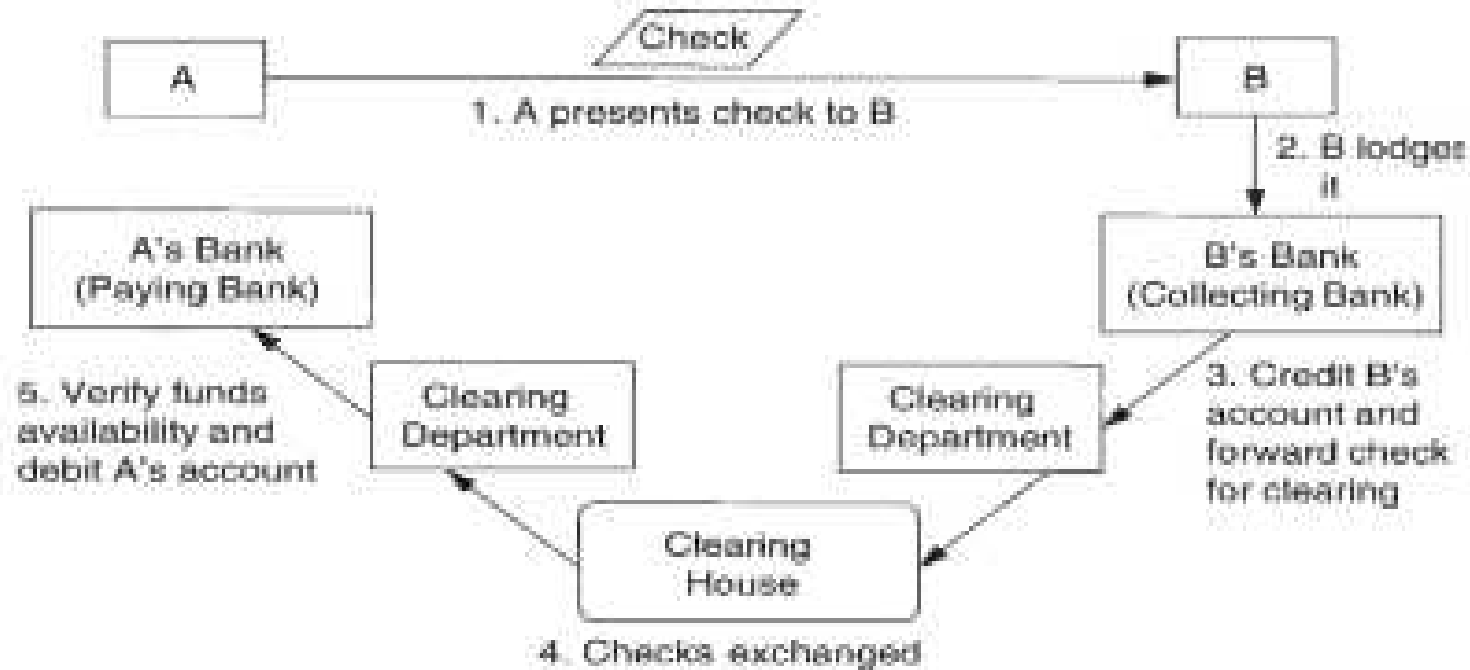 Check
A
B
1. A presents check to B
2. B lodges
it
A's Bank
(Paying Bank)
B's Bank
(Collecting Bank)
5. Verify funds
availability and
debit A's account
Clearing
Department
Clearing
Department
3. Credit B's
account and
forward check
for clearing
Clearing
House
4. Checks exchanged